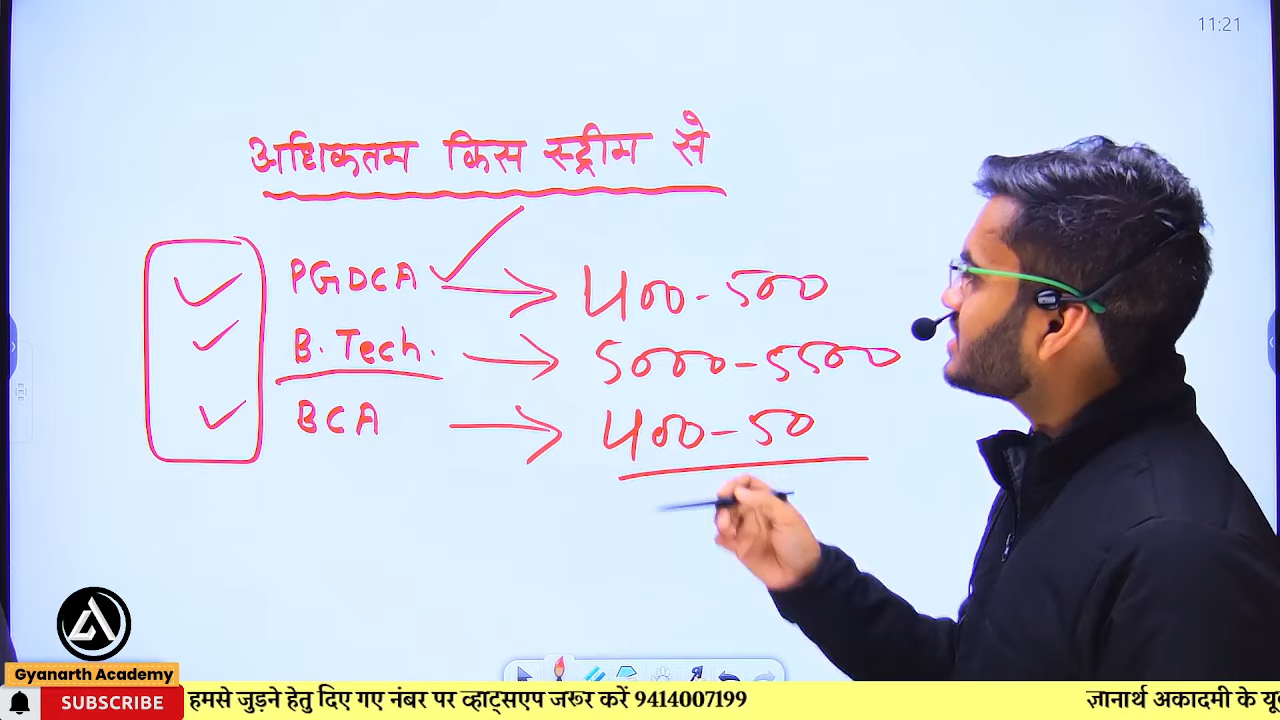 11:21
अधिकतम किस स्ट्रीम से
PGDCA → 400-500
B.Tech. → 5000-5500
BCA → 400-50
Gyanarth Academy
SUBSCRIBE
हमसे जुड़ने हेतु दिए गए नंबर पर व्हाट्सएप जरूर करें 9414007199
ज्ञानार्थ अकादमी के यू